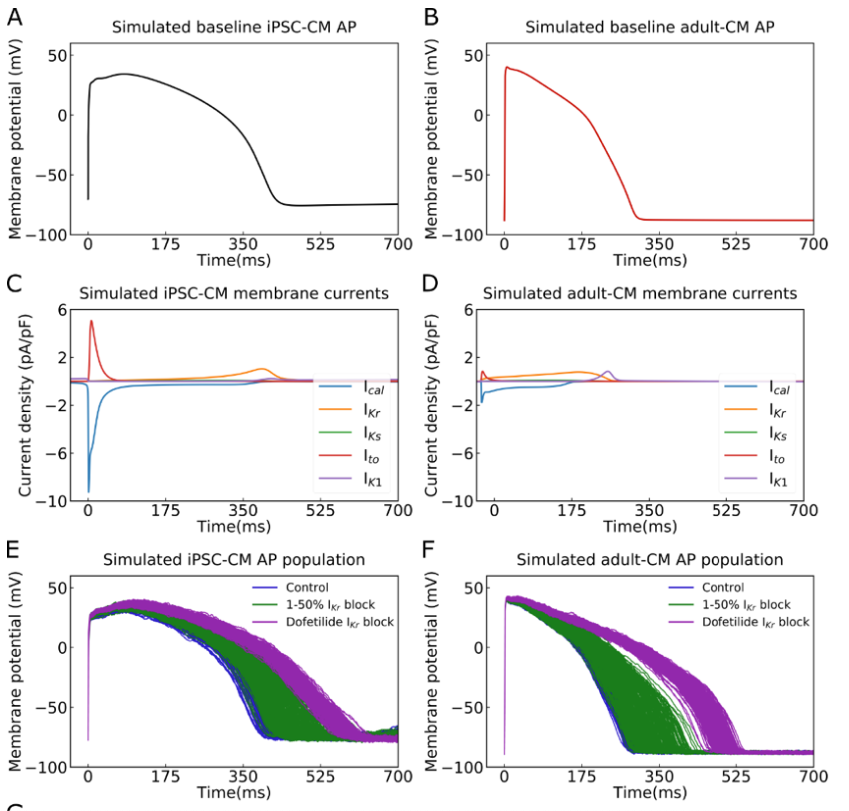 A
Simulated baseline iPSC-CM AP
Membrane potential (mV)
50
0
−50
−100
0
175
350
525
700
Time(ms)
B
Simulated baseline adult-CM AP
Membrane potential (mV)
50
0
−50
−100
0
175
350
525
700
Time(ms)
C
Simulated iPSC-CM membrane currents
Current density (pA/pF)
6
2
−2
−6
−10
I_cal
I_Kr
I_Ks
I_to
I_K1
0
175
350
525
700
Time(ms)
D
Simulated adult-CM membrane currents
Current density (pA/pF)
6
2
−2
−6
−10
I_cal
I_Kr
I_Ks
I_to
I_K1
0
175
350
525
700
Time(ms)
E
Simulated iPSC-CM AP population
Membrane potential (mV)
50
0
−50
−100
Control
1-50% I_Kr block
Dofetilide I_Kr block
0
175
350
525
700
Time(ms)
F
Simulated adult-CM AP population
Membrane potential (mV)
50
0
−50
−100
Control
1-50% I_Kr block
Dofetilide I_Kr block
0
175
350
525
700
Time(ms)